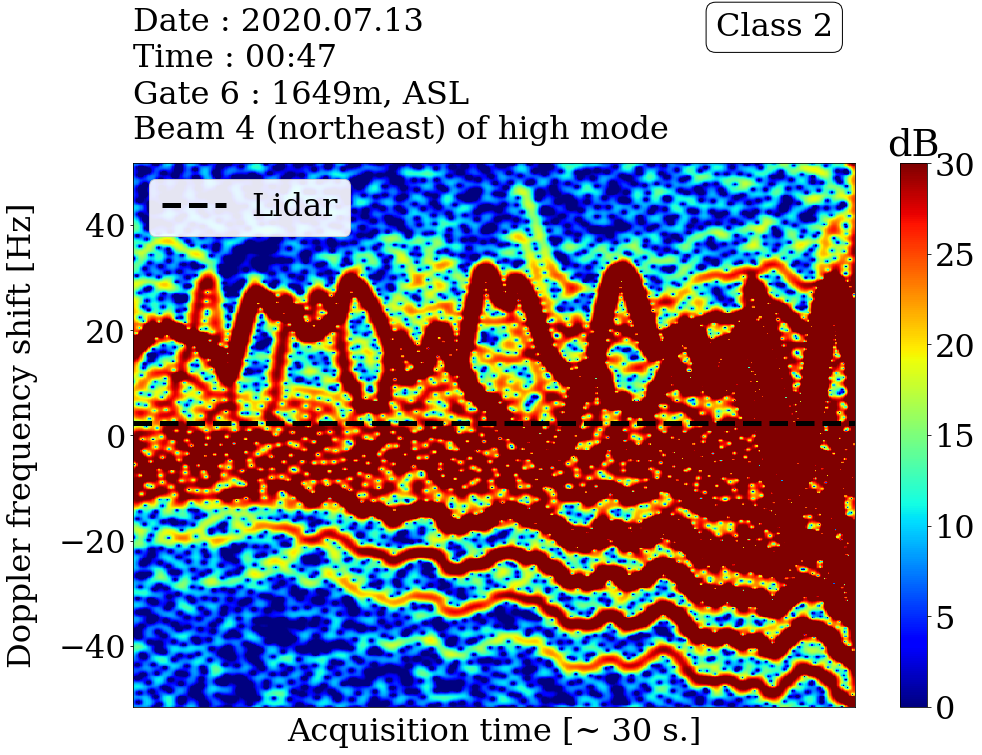 Date : 2020.07.13
Time : 00:47
Gate 6 : 1649m, ASL
Beam 4 (northeast) of high mode
Class 2
dB
Lidar
Doppler frequency shift [Hz]
40
20
0
−20
−40
Acquisition time [~ 30 s.]
30
25
20
15
10
5
0